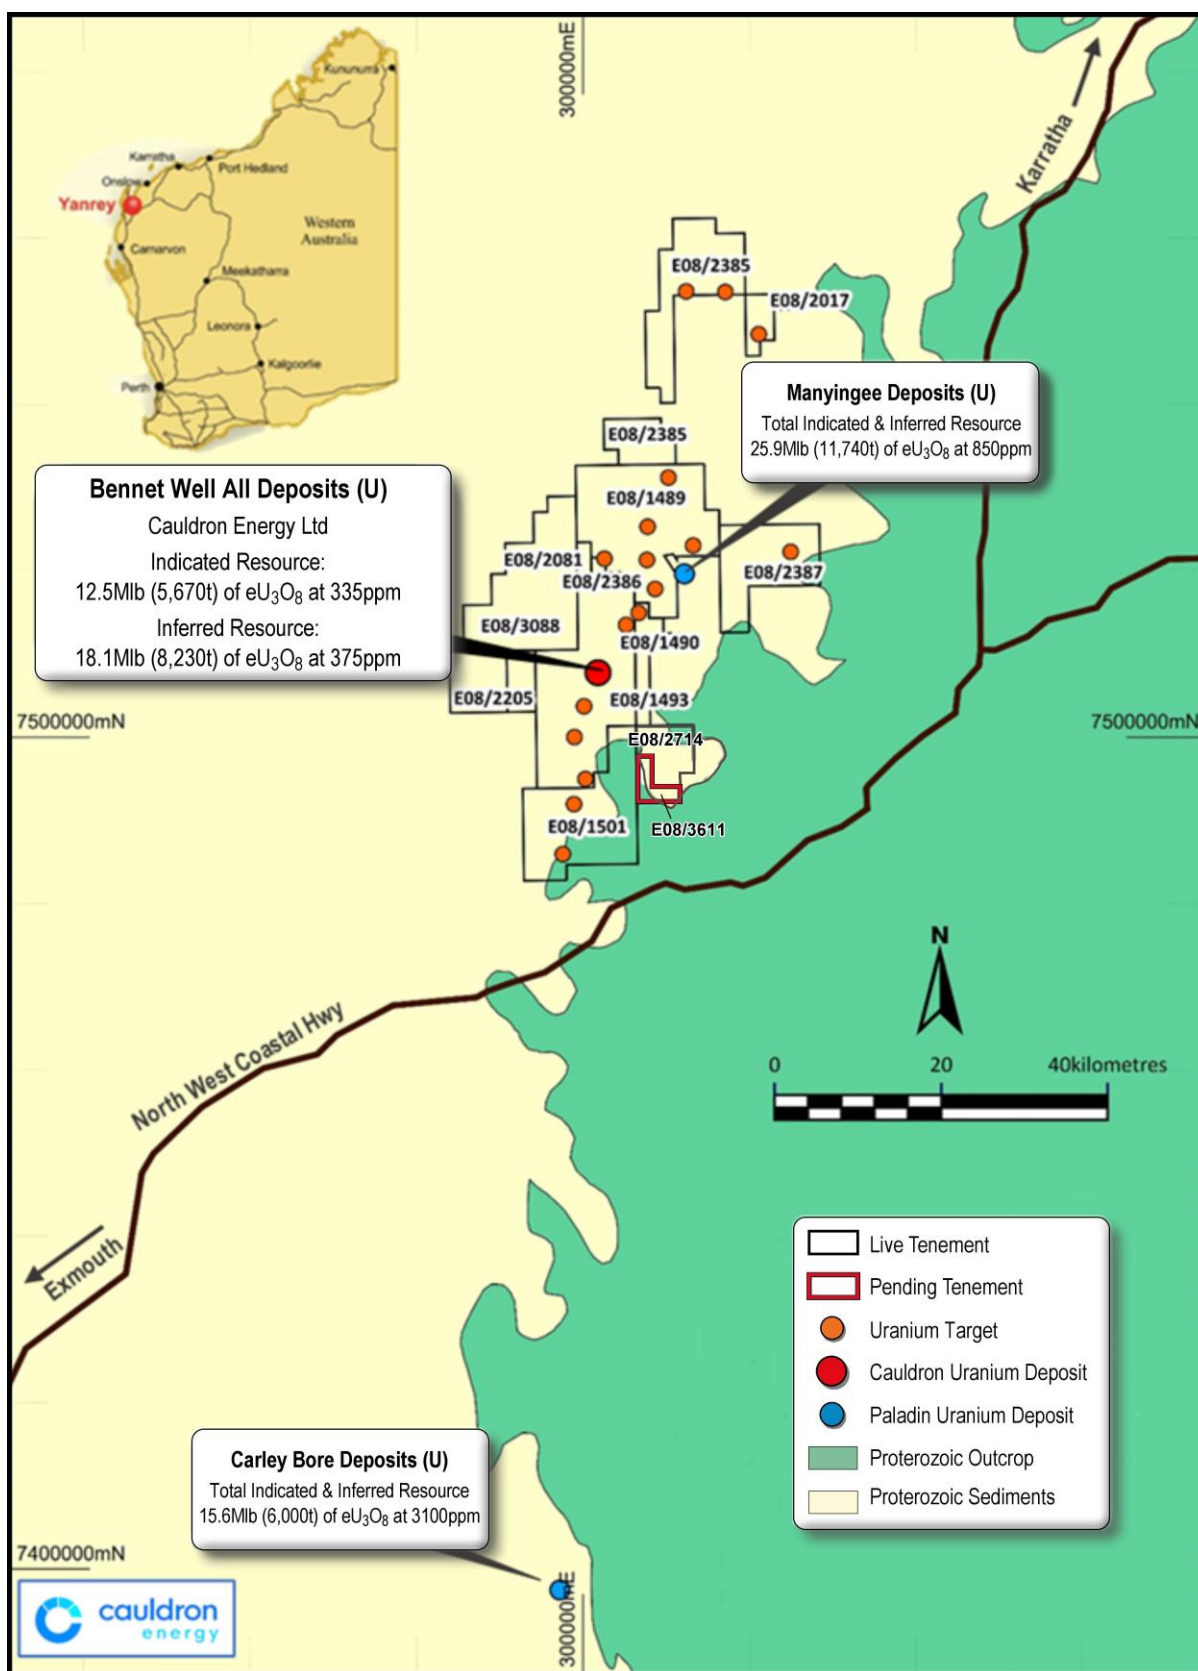 300000mE
Kununurra
Karratha
Port Hedland
Onslow
Yanrey
Western
Australia
Carnarvon
Meekatharra
Leonora
Kalgoorlie
Perth
Karratha
E08/2385
E08/2017
Manyingee Deposits (U)
Total Indicated & Inferred Resource
25.9Mlb (11,740t) of eU3O8 at 850ppm
E08/2385
Bennet Well All Deposits (U)
Cauldron Energy Ltd
Indicated Resource:
12.5Mlb (5,670t) of eU3O8 at 335ppm
Inferred Resource:
18.1Mlb (8,230t) of eU3O8 at 375ppm
E08/1489
E08/2081
E08/2386
E08/2387
E08/3088
E08/1490
E08/2205
E08/1493
7500000mN
7500000mN
E08/2714
E08/1501
E08/3611
N
North West Coastal Hwy
0 20 40kilometres
Exmouth
Live Tenement
Pending Tenement
Uranium Target
Cauldron Uranium Deposit
Paladin Uranium Deposit
Proterozoic Outcrop
Proterozoic Sediments
Carley Bore Deposits (U)
Total Indicated & Inferred Resource
15.6Mlb (6,000t) of eU3O8 at 3100ppm
7400000mN
300000mE
cauldron
energy